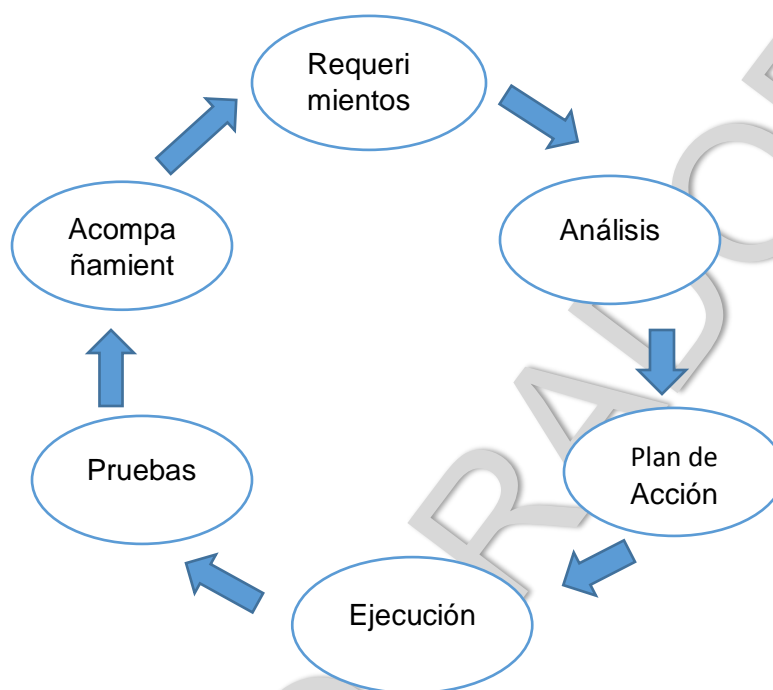 Requeri
mientos
Análisis
Plan de
Acción
Ejecución
Pruebas
Acompa
ñamient